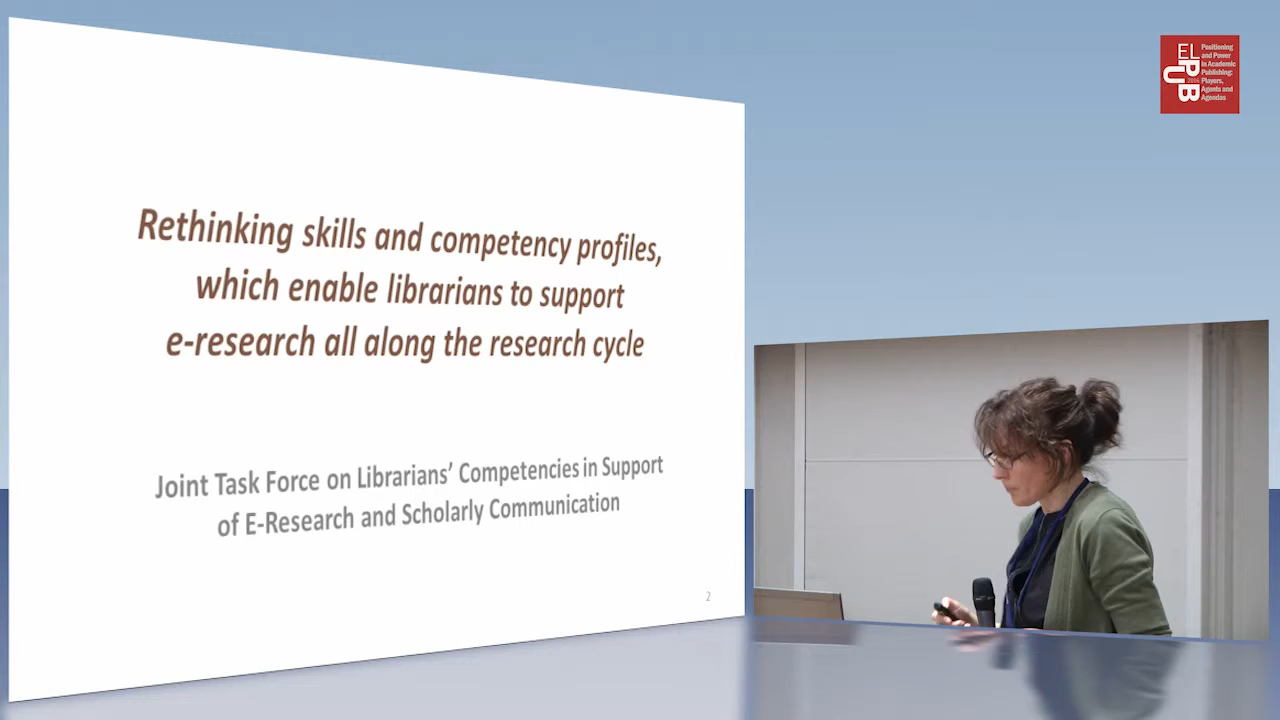 Rethinking skills and competency profiles,
which enable librarians to support
e-research all along the research cycle
Joint Task Force on Librarians’ Competencies in Support
of E-Research and Scholarly Communication
2
EL
PUB
2016
Positioning
and Power
in Academic
Publishing:
Players,
Agents and
Agendas